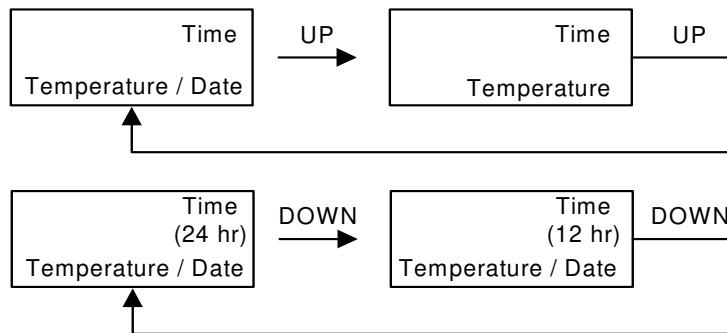 Time
Temperature / Date
UP
Time
Temperature
UP
Time
(24 hr)
Temperature / Date
DOWN
Time
(12 hr)
Temperature / Date
DOWN